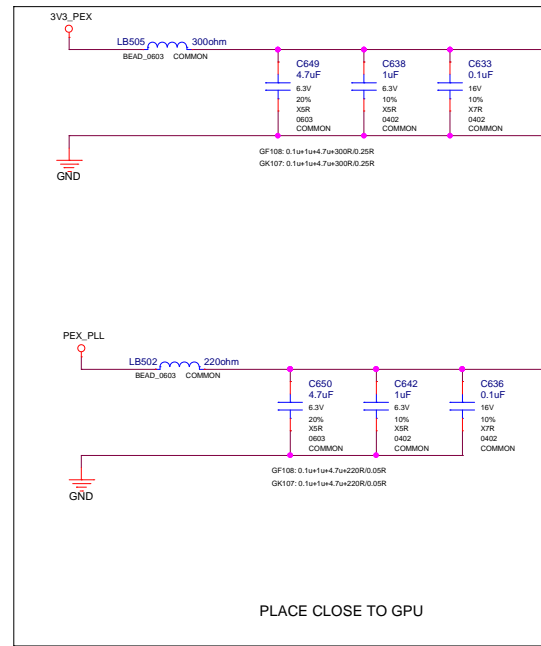 3V3_PEX
LB505 300ohm
BEAD_0603 COMMON
C649
4.7uF
6.3V
20%
X5R
0603
COMMON
C638
1uF
6.3V
10%
X5R
0402
COMMON
C633
0.1uF
16V
10%
X7R
0402
COMMON
GND
GF108: 0.1u+1u+4.7u+300R/0.25R
GK107: 0.1u+1u+4.7u+300R/0.25R
PEX_PLL
LB502 220ohm
BEAD_0603 COMMON
C650
4.7uF
6.3V
20%
X5R
0603
COMMON
C642
1uF
6.3V
10%
X5R
0402
COMMON
C636
0.1uF
16V
10%
X7R
0402
COMMON
GND
GF108: 0.1u+1u+4.7u+220R/0.05R
GK107: 0.1u+1u+4.7u+220R/0.05R
PLACE CLOSE TO GPU